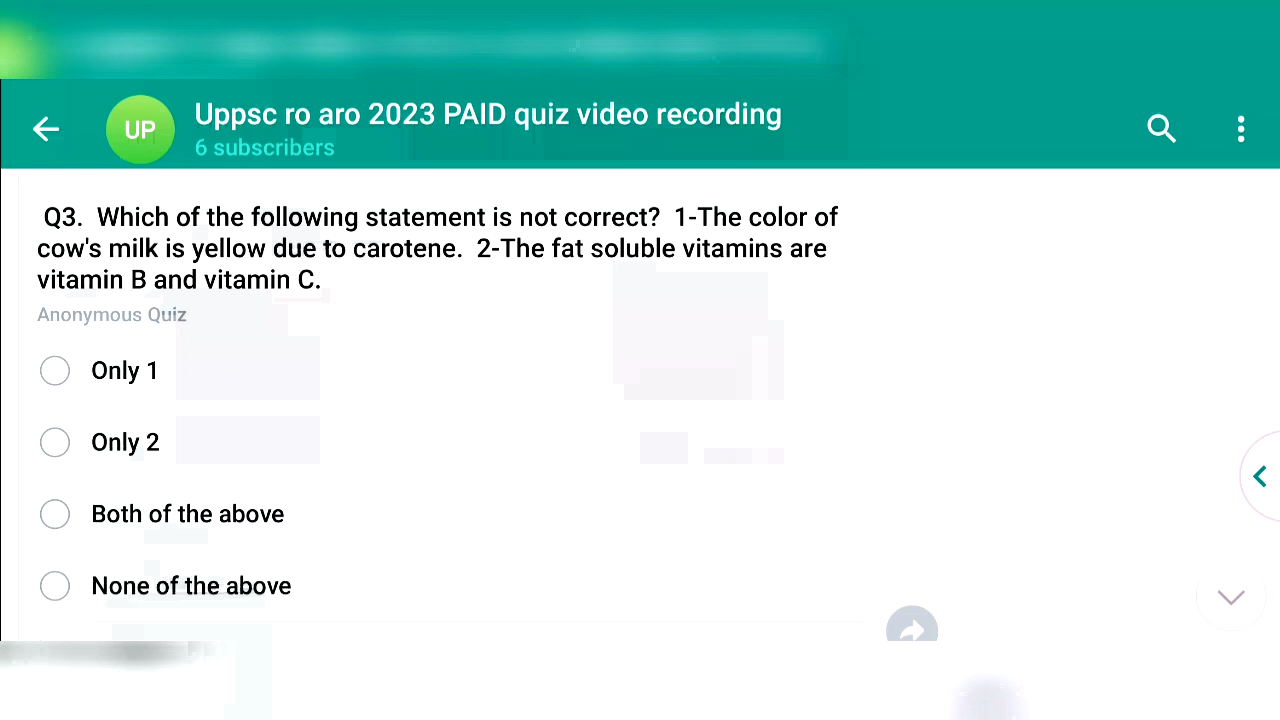 UP
Uppsc ro aro 2023 PAID quiz video recording
6 subscribers
Q3. Which of the following statement is not correct? 1-The color of
cow's milk is yellow due to carotene. 2-The fat soluble vitamins are
vitamin B and vitamin C.
Anonymous Quiz
Only 1
Only 2
Both of the above
None of the above